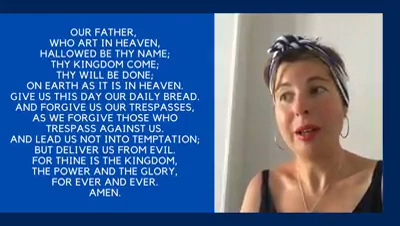 OUR FATHER,
WHO ART IN HEAVEN,
HALLOWED BE THY NAME;
THY KINGDOM COME;
THY WILL BE DONE;
ON EARTH AS IT IS IN HEAVEN.
GIVE US THIS DAY OUR DAILY BREAD.
AND FORGIVE US OUR TRESPASSES,
AS WE FORGIVE THOSE WHO
TRESPASS AGAINST US.
AND LEAD US NOT INTO TEMPTATION;
BUT DELIVER US FROM EVIL.
FOR THINE IS THE KINGDOM,
THE POWER AND THE GLORY,
FOR EVER AND EVER.
AMEN.